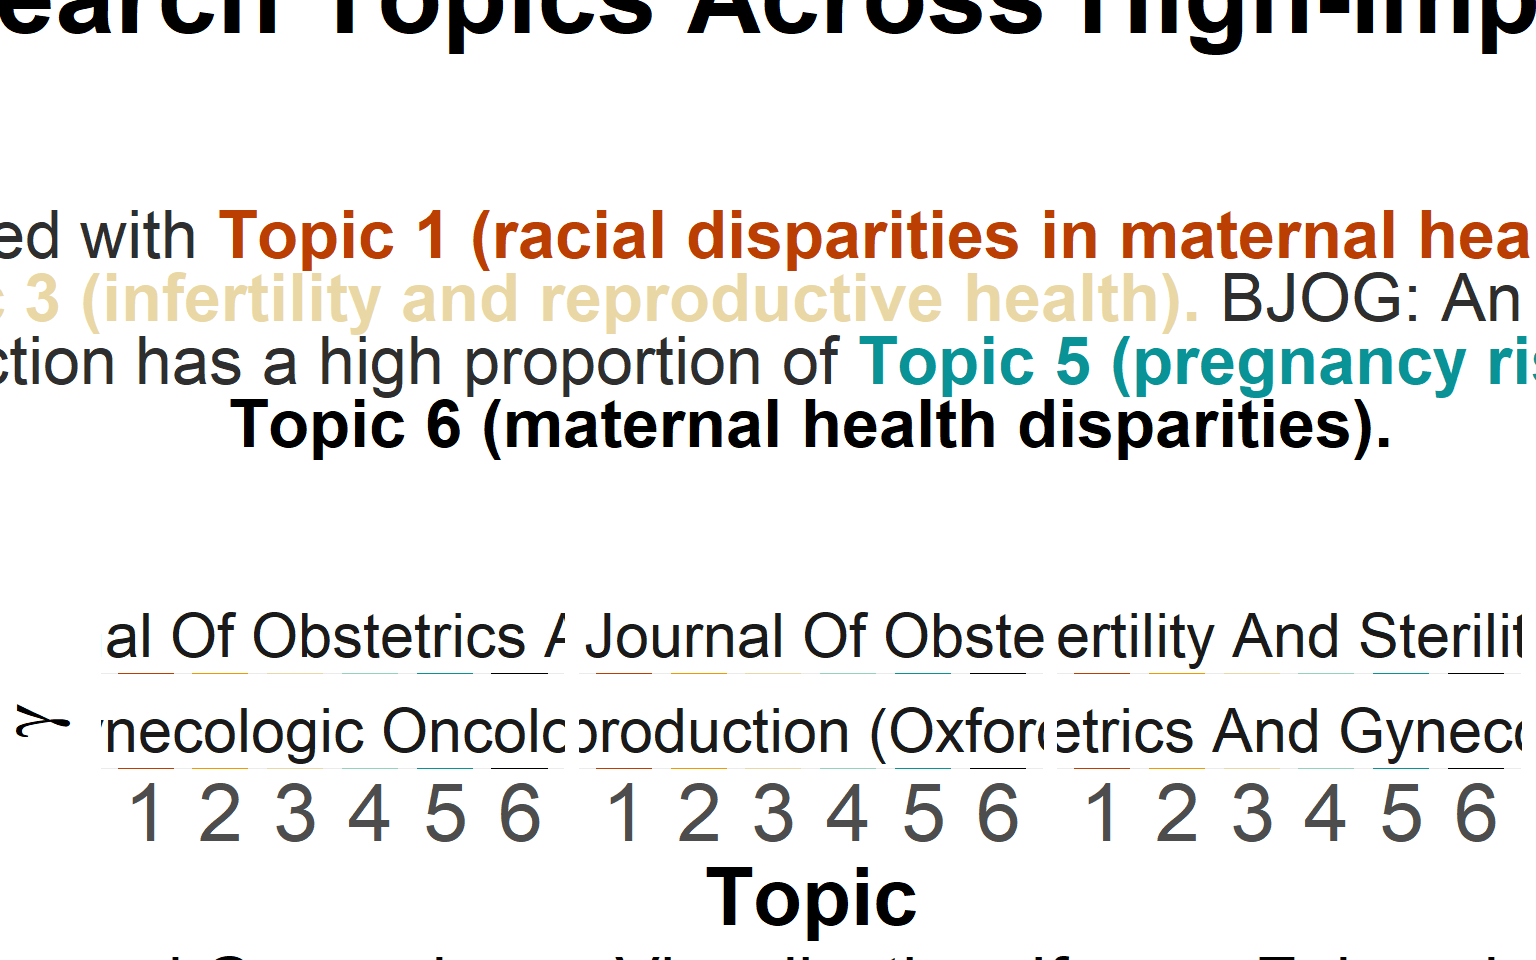 earch Topics Across High-Imp
ed with Topic 1 (racial disparities in maternal hea
c 3 (infertility and reproductive health). BJOG: An
ction has a high proportion of Topic 5 (pregnancy ris
Topic 6 (maternal health disparities).
al Of Obstetrics A
Journal Of Obste
ertility And Sterilit
necologic Oncolo
production (Oxford
etrics And Gyneco
1 2 3 4 5 6 1 2 3 4 5 6 1 2 3 4 5 6
Topic